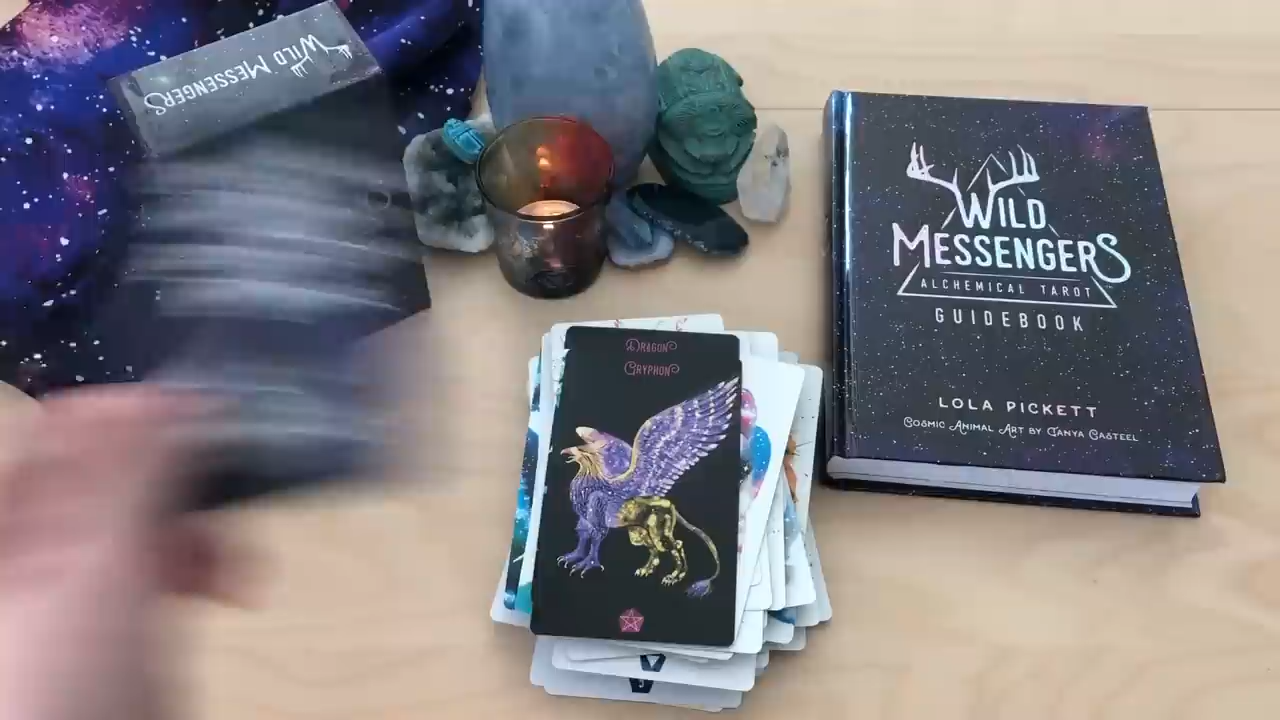 WILD MESSENGERS
WILD
MESSENGERS
ALCHEMICAL TAROT
GUIDEBOOK
LOLA PICKETT
COSMIC ANIMAL ART BY TANYA CASTEEL
DRAGON
GRYPHON